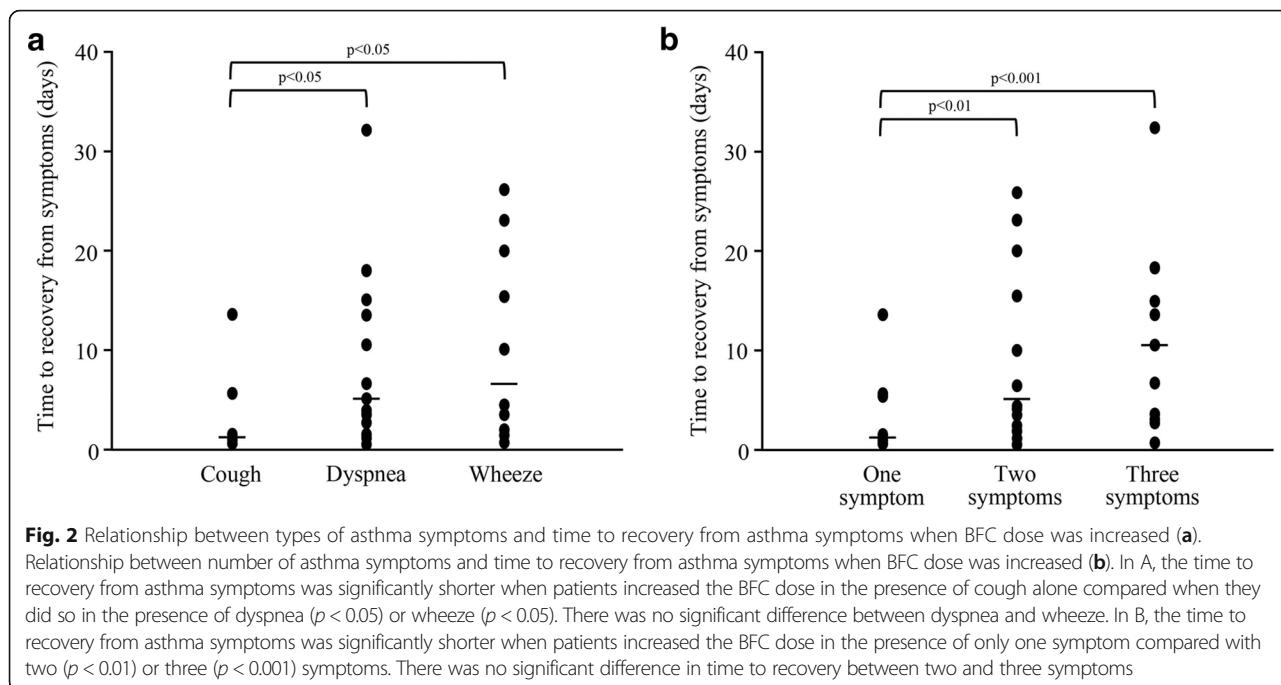 a
Time to recovery from symptoms (days)
40
30
20
10
0
p<0.05
p<0.05
Cough Dyspnea Wheeze
b
Time to recovery from symptoms (days)
40
30
20
10
0
p<0.001
p<0.01
One Two Three
symptom symptoms symptoms
Fig. 2 Relationship between types of asthma symptoms and time to recovery from asthma symptoms when BFC dose was increased (a).
Relationship between number of asthma symptoms and time to recovery from asthma symptoms when BFC dose was increased (b). In A, the time to
recovery from asthma symptoms was significantly shorter when patients increased the BFC dose in the presence of cough alone compared when they
did so in the presence of dyspnea (p < 0.05) or wheeze (p < 0.05). There was no significant difference between dyspnea and wheeze. In B, the time to
recovery from asthma symptoms was significantly shorter when patients increased the BFC dose in the presence of only one symptom compared with
two (p < 0.01) or three (p < 0.001) symptoms. There was no significant difference in time to recovery between two and three symptoms